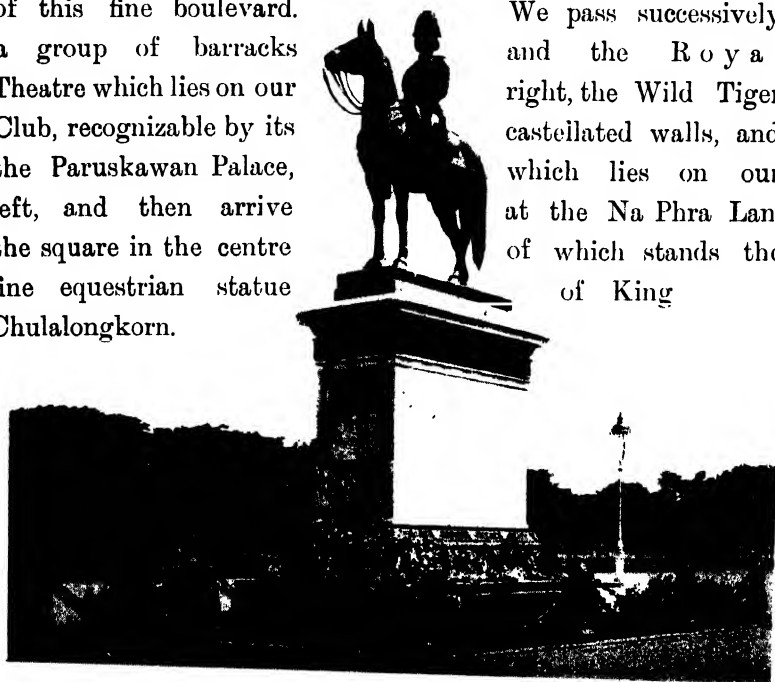 of this fine boulevard. We pass successively
a group of barracks and the Roya
Theatre which lies on our right, the Wild Tiger
Club, recognizable by its castellated walls, and
the Paruskawan Palace, which lies on our
eft, and then arrive at the Na Phra Lan
the square in the centre of which stands the
ine equestrian statue of King
Chulalongkorn.